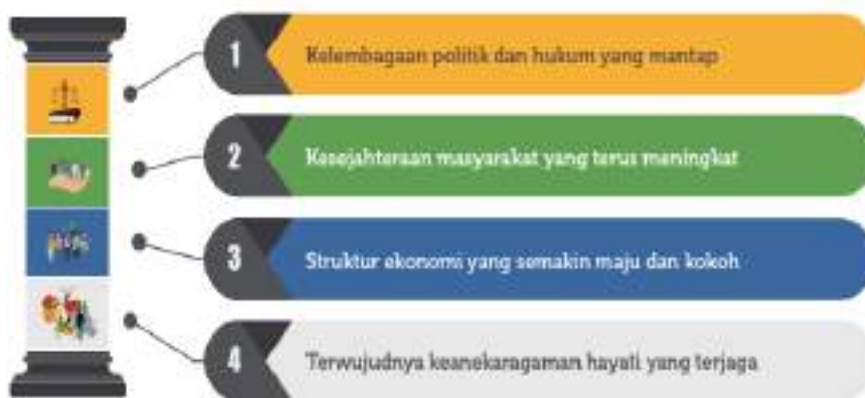 1
Kelembagaan politik dan hukum yang mantap
2
Kesejahteraan masyarakat yang terus meningkat
3
Struktur ekonomi yang semakin maju dan kokoh
4
Terwujudnya keanekaragaman hayati yang terjaga